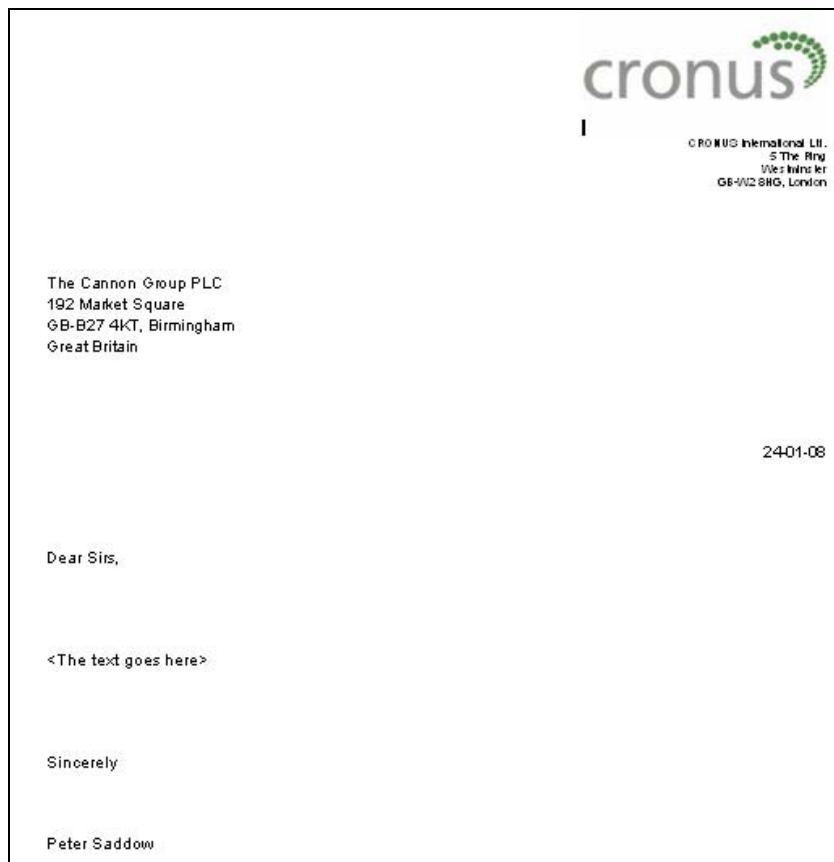 cronus
CRONUS International Ltd.
5 The Ring
Westminster
GB-W2 8HG, London
The Cannon Group PLC
192 Market Square
GB-B27 4KT, Birmingham
Great Britain
24-01-08
Dear Sirs,
<The text goes here>
Sincerely
Peter Saddow